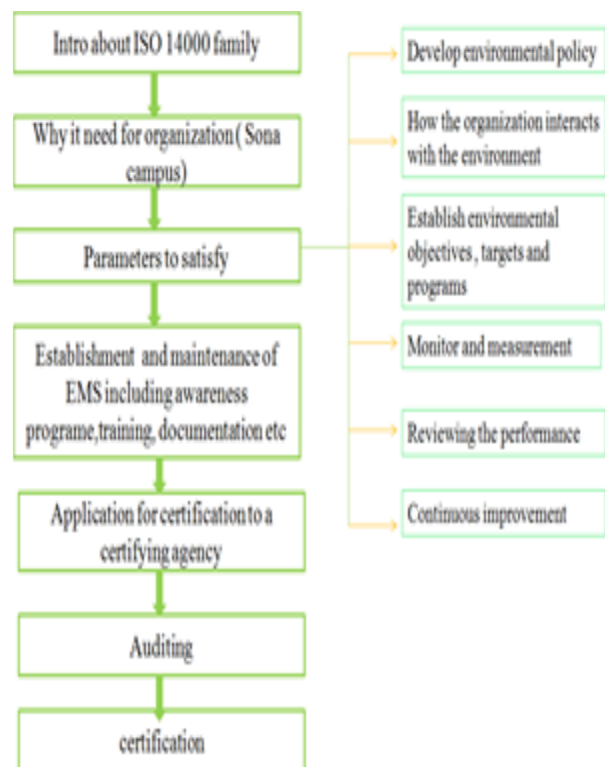 Intro about ISO 14000 family
Why it need for organization ( Sona
campus)
Parameters to satisfy
Establishment and maintenance of
EMS including awareness
programe,training, documentation etc
Application for certification to a
certifying agency
Auditing
certification
Develop environmental policy
How the organization interacts
with the environment
Establish environmental
objectives , targets and
programs
Monitor and measurement
Reviewing the performance
Continuous improvement